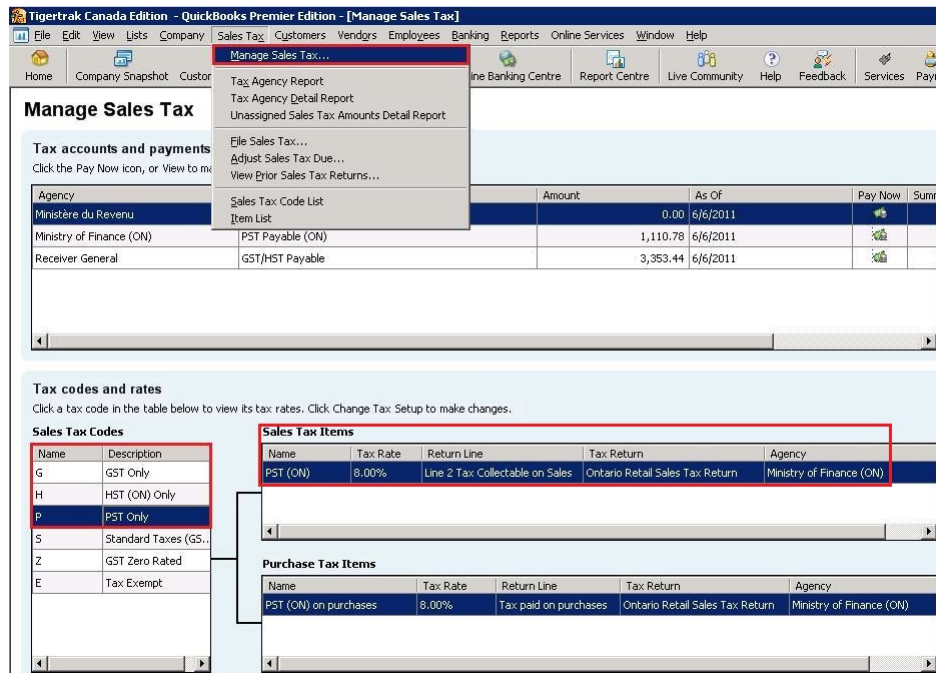 Tigertrak Canada Edition - QuickBooks Premier Edition - [Manage Sales Tax]
File Edit View Lists Company Sales Tax Customers Vendors Employees Banking Reports Online Services Window Help
Manage Sales Tax...
Home Company Snapshot Custor ine Banking Centre Report Centre Live Community Help Feedback Services Payr
Tax Agency Report
Tax Agency Detail Report
Unassigned Sales Tax Amounts Detail Report
File Sales Tax...
Adjust Sales Tax Due...
View Prior Sales Tax Returns...
Sales Tax Code List
Item List
Manage Sales Tax
Tax accounts and payments
Click the Pay Now icon, or View to ma
Agency Amount As Of Pay Now Summ
Ministère du Revenu 0.00 6/6/2011
Ministry of Finance (ON) PST Payable (ON) 1,110.78 6/6/2011
Receiver General GST/HST Payable 3,353.44 6/6/2011
Tax codes and rates
Click a tax code in the table below to view its tax rates. Click Change Tax Setup to make changes.
Sales Tax Codes
Name Description
G GST Only
H HST (ON) Only
P PST Only
S Standard Taxes (GS..
Z GST Zero Rated
E Tax Exempt
Sales Tax Items
Name Tax Rate Return Line Tax Return Agency
PST (ON) 8.00% Line 2 Tax Collectable on Sales Ontario Retail Sales Tax Return Ministry of Finance (ON)
Purchase Tax Items
Name Tax Rate Return Line Tax Return Agency
PST (ON) on purchases 8.00% Tax paid on purchases Ontario Retail Sales Tax Return Ministry of Finance (ON)